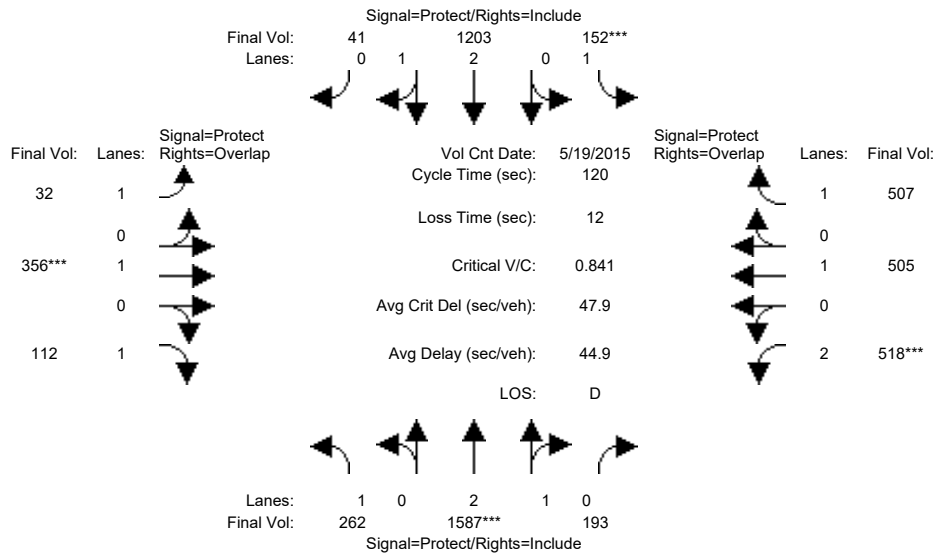 Signal=Protect/Rights=Include
Final Vol: 41 1203 152***
Lanes: 0 1 2 0 1
Signal=Protect
Final Vol: Lanes: Rights=Overlap
Vol Cnt Date: 5/19/2015
Signal=Protect
Rights=Overlap Lanes: Final Vol:
Cycle Time (sec): 120
32 1
1 507
Loss Time (sec): 12
0
0
356*** 1
Critical V/C: 0.841
1 505
0
Avg Crit Del (sec/veh): 47.9
0
112 1
Avg Delay (sec/veh): 44.9
2 518***
LOS: D
Lanes: 1 0 2 1 0
Final Vol: 262 1587*** 193
Signal=Protect/Rights=Include